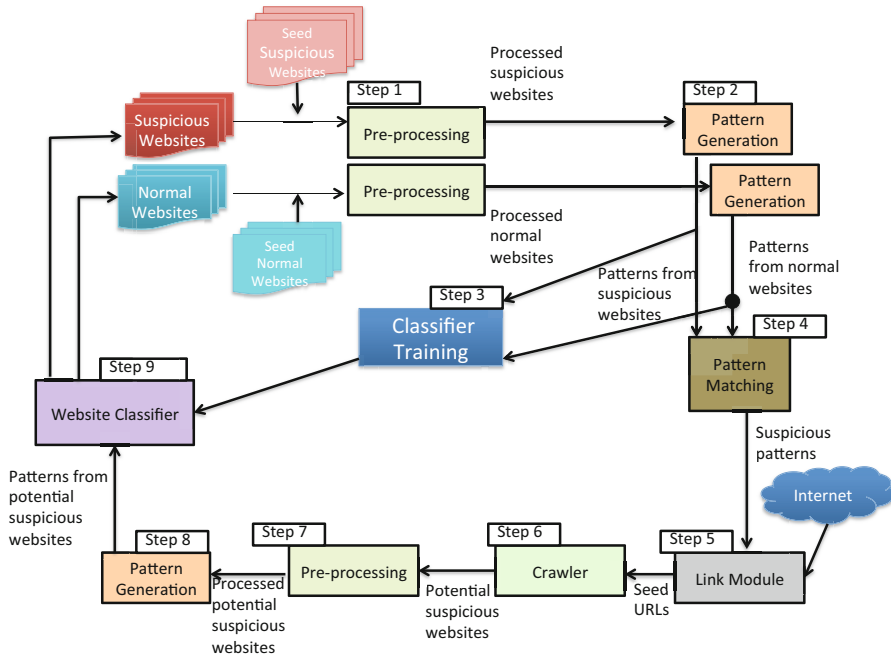 Seed
Suspicious
Websites
Processed
suspicious
websites
Step 1
Step 2
Suspicious
Websites
Pre-processing
Pattern
Generation
Normal
Websites
Pre-processing
Pattern
Generation
Seed
Normal
Websites
Processed
normal
websites
Patterns
from normal
websites
Patterns from
suspicious
websites
Step 3
Classifier
Training
Step 4
Pattern
Matching
Step 9
Website Classifier
Suspicious
patterns
Internet
Patterns from
potential
suspicious
websites
Step 8
Pattern
Generation
Step 7
Pre-processing
Step 6
Crawler
Step 5
Link Module
Processed
potential
suspicious
websites
Potential
suspicious
websites
Seed
URLs